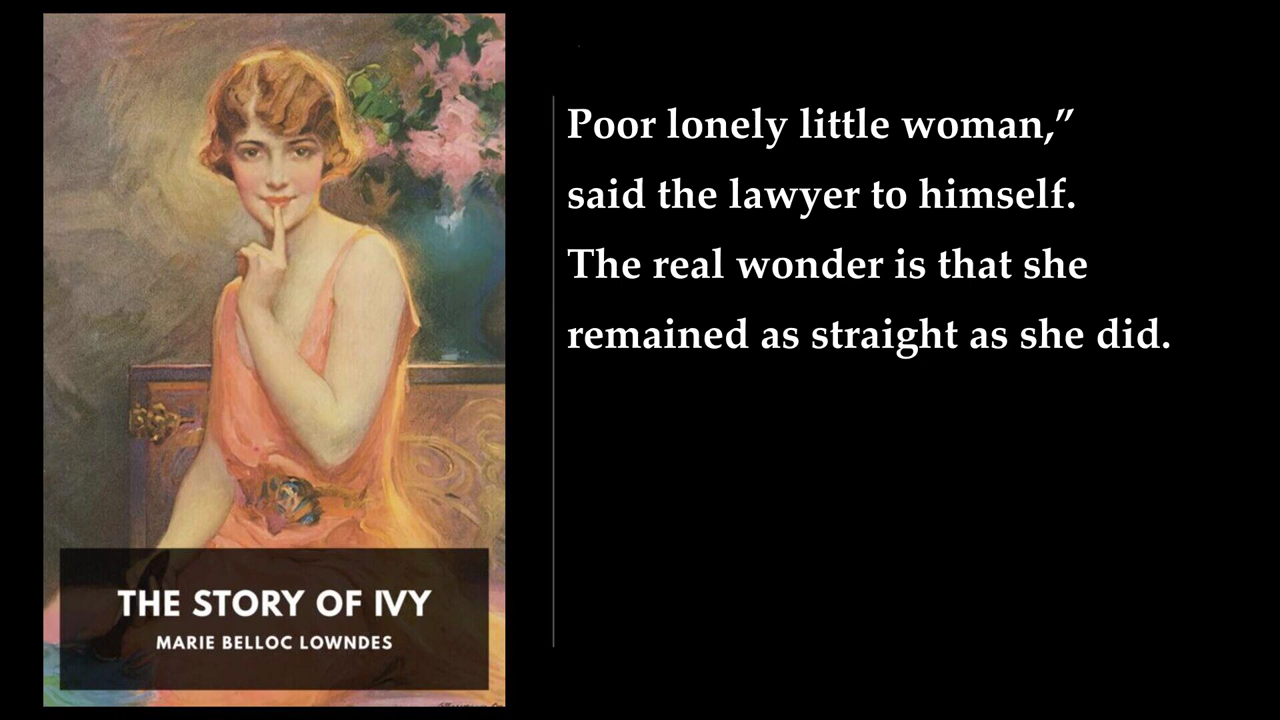 Poor lonely little woman,”
said the lawyer to himself.
The real wonder is that she
remained as straight as she did.
THE STORY OF IVY
MARIE BELLOC LOWNDES